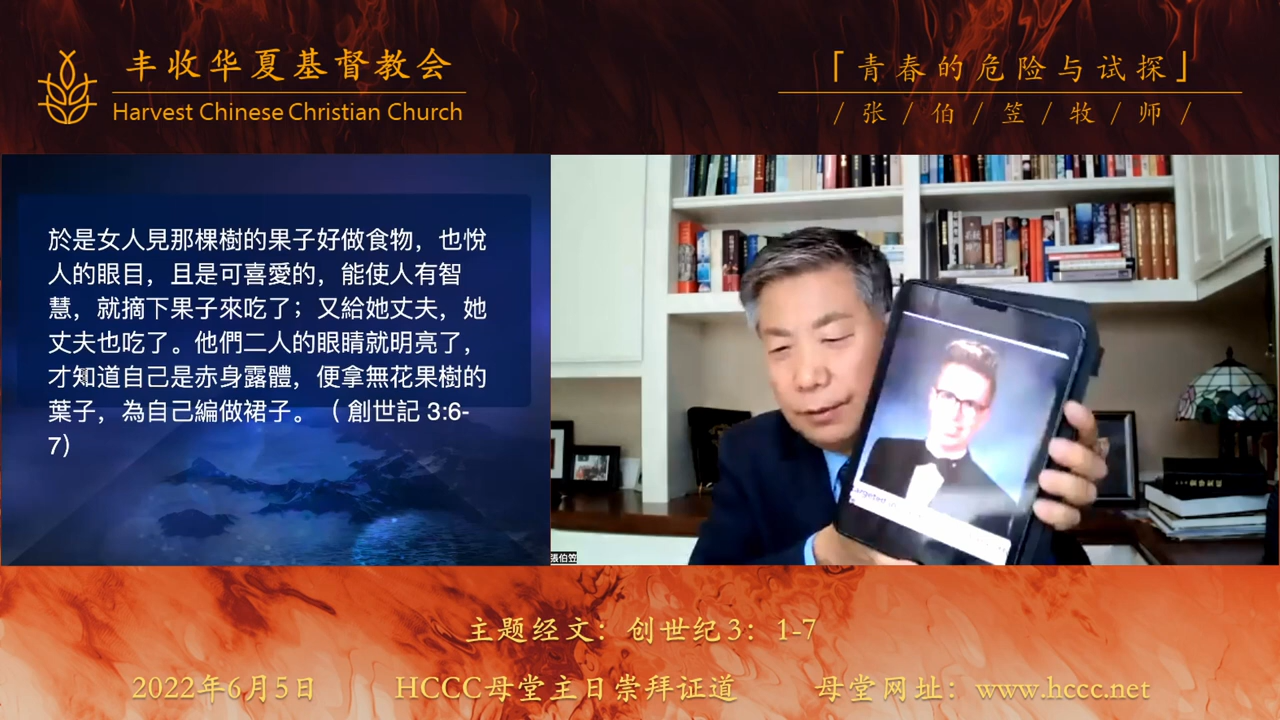 丰收华夏基督教会
Harvest Chinese Christian Church
「青春的危险与试探」
/ 张 / 伯 / 笠 / 牧 / 师 /
於是女人見那棵樹的果子好做食物，也悅
人的眼目，且是可喜愛的，能使人有智
慧，就摘下果子來吃了；又給她丈夫，她
丈夫也吃了。他們二人的眼睛就明亮了，
才知道自己是赤身露體，便拿無花果樹的
葉子，為自己編做裙子。（ 創世記 3:6-
7）
張伯笠
主题经文：创世纪 3：1-7
2022年6月5日 HCCC母堂主日崇拜证道 母堂网址：www.hccc.net